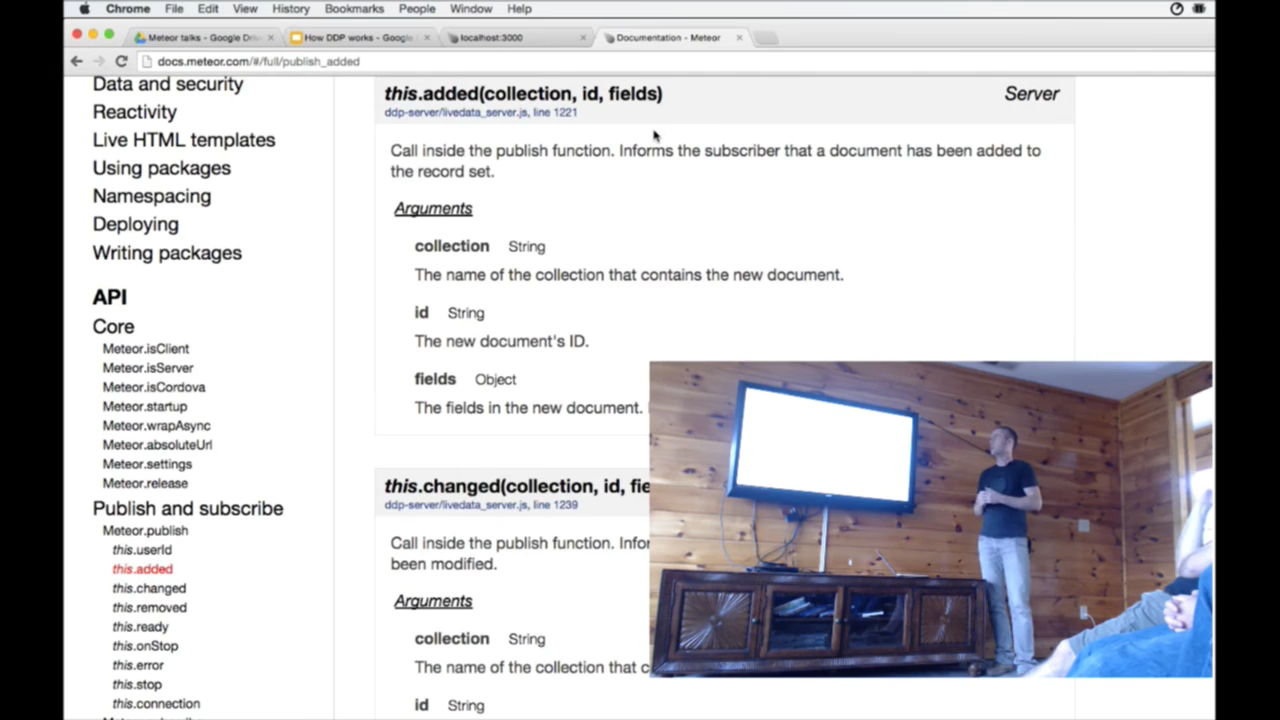 Chrome File Edit View History Bookmarks People Window Help
Meteor talks - Google Dri
How DDP works - Google
localhost:3000
Documentation - Meteor
docs.meteor.com/#/full/publish_added
Data and security
Reactivity
Live HTML templates
Using packages
Namespacing
Deploying
Writing packages
API
Core
Meteor.isClient
Meteor.isServer
Meteor.isCordova
Meteor.startup
Meteor.wrapAsync
Meteor.absoluteUrl
Meteor.settings
Meteor.release
Publish and subscribe
Meteor.publish
this.userId
this.added
this.changed
this.removed
this.ready
this.onStop
this.error
this.stop
this.connection
this.added(collection, id, fields) Server
ddp-server/livedata_server.js, line 1221
Call inside the publish function. Informs the subscriber that a document has been added to
the record set.
Arguments
collection String
The name of the collection that contains the new document.
id String
The new document's ID.
fields Object
The fields in the new document.
this.changed(collection, id, fie
ddp-server/livedata_server.js, line 1239
Call inside the publish function. Infor
been modified.
Arguments
collection String
The name of the collection that c
id String